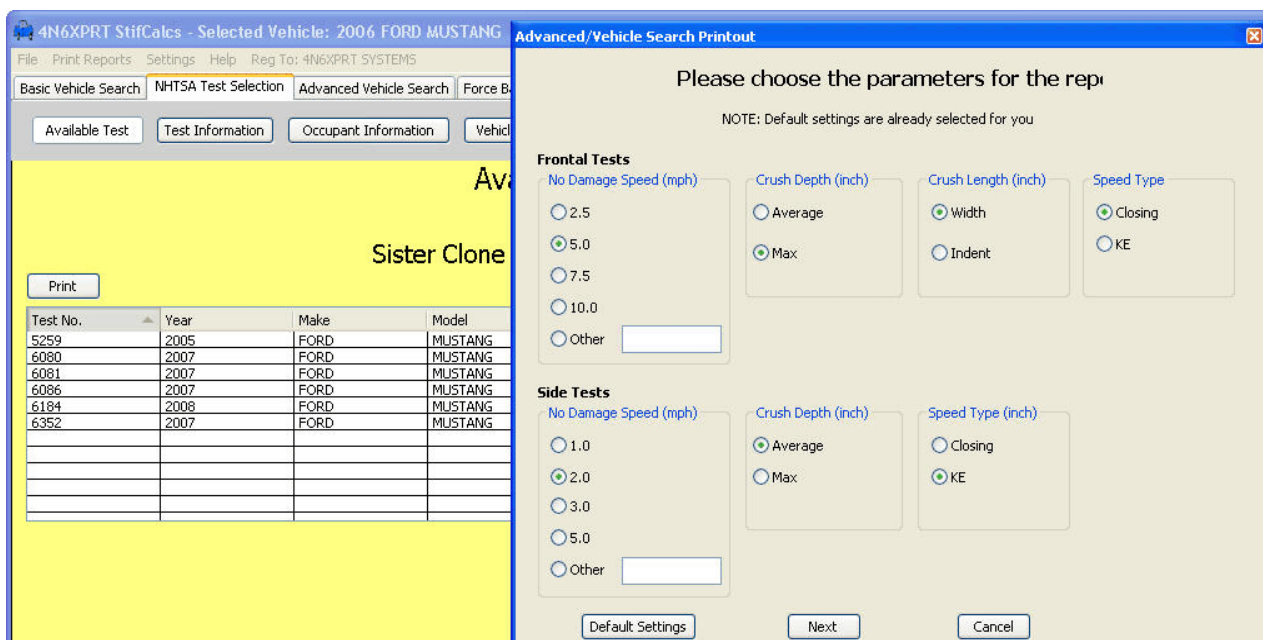 4N6XPRT StifCalcs - Selected Vehicle: 2006 FORD MUSTANG
File Print Reports Settings Help Reg To: 4N6XPRT SYSTEMS
Basic Vehicle Search NHTSA Test Selection Advanced Vehicle Search Force B
Available Test Test Information Occupant Information Vehicl
Ava
Sister Clone
Print
Test No. Year Make Model
5259 2005 FORD MUSTANG
6080 2007 FORD MUSTANG
6081 2007 FORD MUSTANG
6086 2007 FORD MUSTANG
6184 2008 FORD MUSTANG
6352 2007 FORD MUSTANG
Advanced/Vehicle Search Printout
Please choose the parameters for the repo
NOTE: Default settings are already selected for you
Frontal Tests
No Damage Speed (mph) Crush Depth (inch) Crush Length (inch) Speed Type
2.5 Average Width Closing
5.0 Max Indent KE
7.5
10.0
Other
Side Tests
No Damage Speed (mph) Crush Depth (inch) Speed Type (inch)
1.0 Average Closing
2.0 Max KE
3.0
5.0
Other
Default Settings Next Cancel